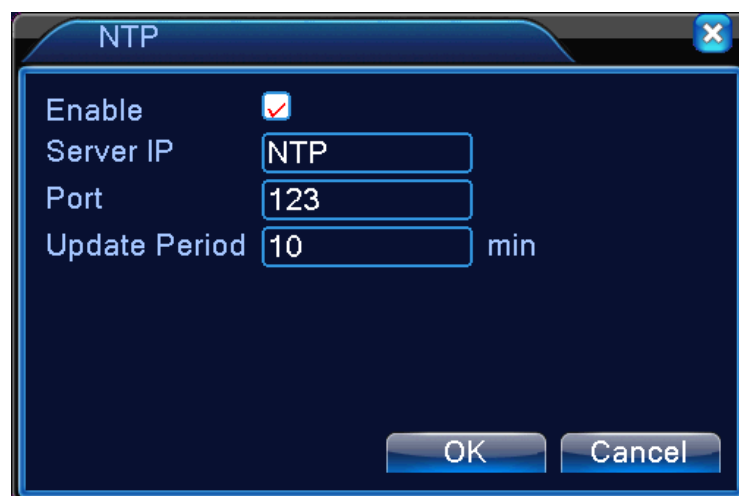 NTP
Enable
Server IP NTP
Port 123
Update Period 10 min
OK Cancel